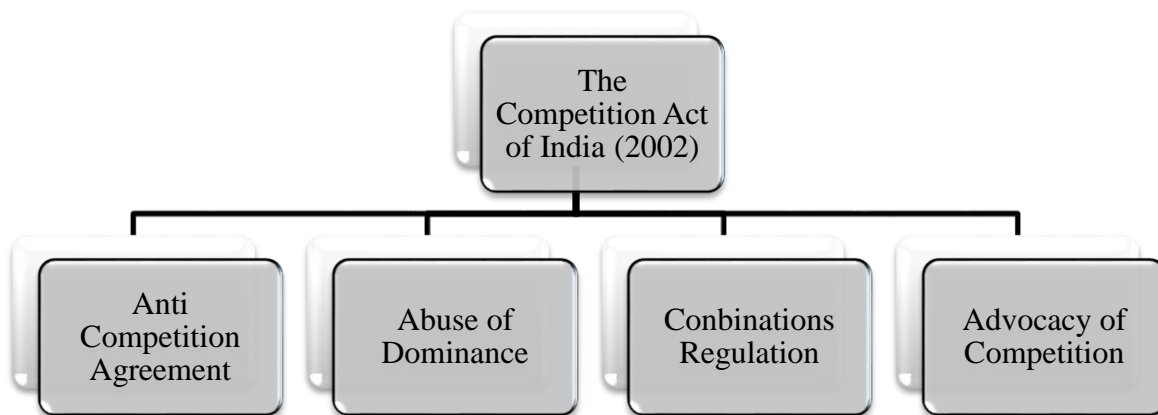 The
Competition Act
of India (2002)
Anti
Competition
Agreement
Abuse of
Dominance
Conbinations
Regulation
Advocacy of
Competition